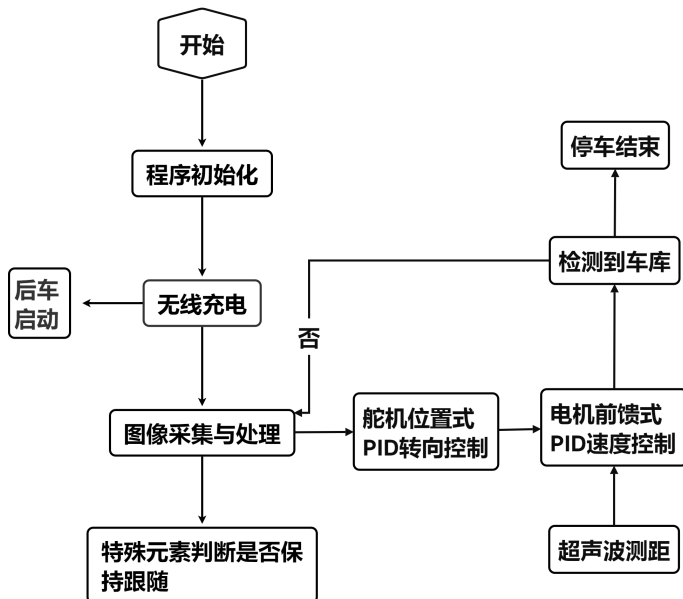 开始
程序初始化
停车结束
检测到车库
后车
启动
无线充电
否
图像采集与处理
舵机位置式
PID转向控制
电机前馈式
PID速度控制
特殊元素判断是否保
持跟随
超声波测距